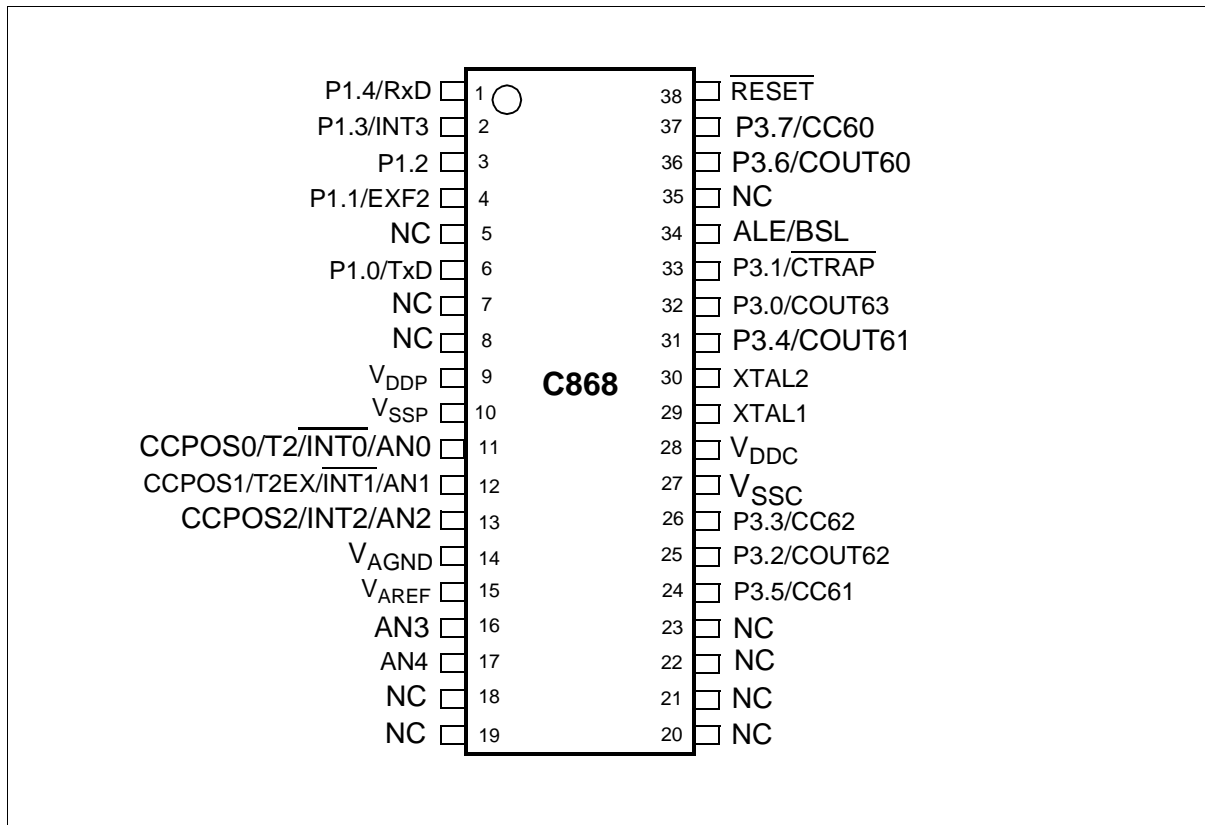 P1.4/RxD 1 38 RESET
P1.3/INT3 2 37 P3.7/CC60
P1.2 3 36 P3.6/COUT60
P1.1/EXF2 4 35 NC
NC 5 34 ALE/BSL
P1.0/TxD 6 33 P3.1/CTRAP
NC 7 32 P3.0/COUT63
NC 8 31 P3.4/COUT61
VDDP 9 C868 30 XTAL2
VSSP 10 29 XTAL1
CCPOS0/T2/INT0/AN0 11 28 VDDC
CCPOS1/T2EX/INT1/AN1 12 27 VSSC
CCPOS2/INT2/AN2 13 26 P3.3/CC62
VAGND 14 25 P3.2/COUT62
VAREF 15 24 P3.5/CC61
AN3 16 23 NC
AN4 17 22 NC
NC 18 21 NC
NC 19 20 NC